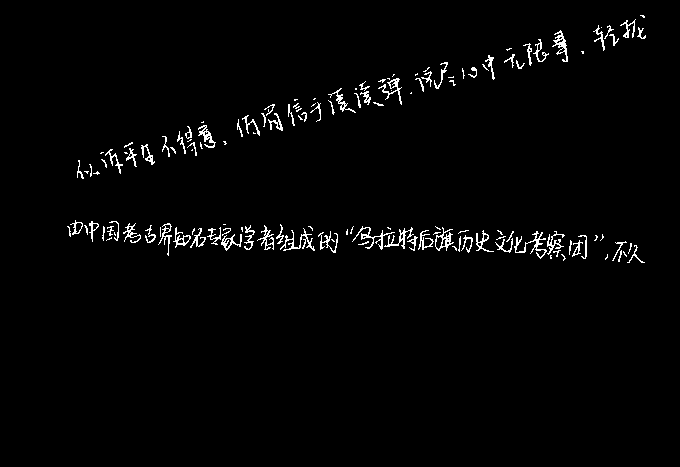 似诉平生不得意，低眉信手续续弹，说尽心中无限事，轻拢
由中国考古界知名专家学者组成的“乌拉特后旗历史文化考察团”，不久